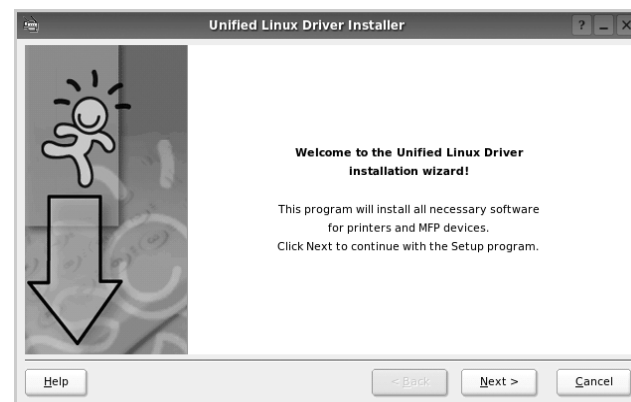 Unified Linux Driver Installer
Welcome to the Unified Linux Driver
installation wizard!
This program will install all necessary software
for printers and MFP devices.
Click Next to continue with the Setup program.
Help
< Back
Next >
Cancel